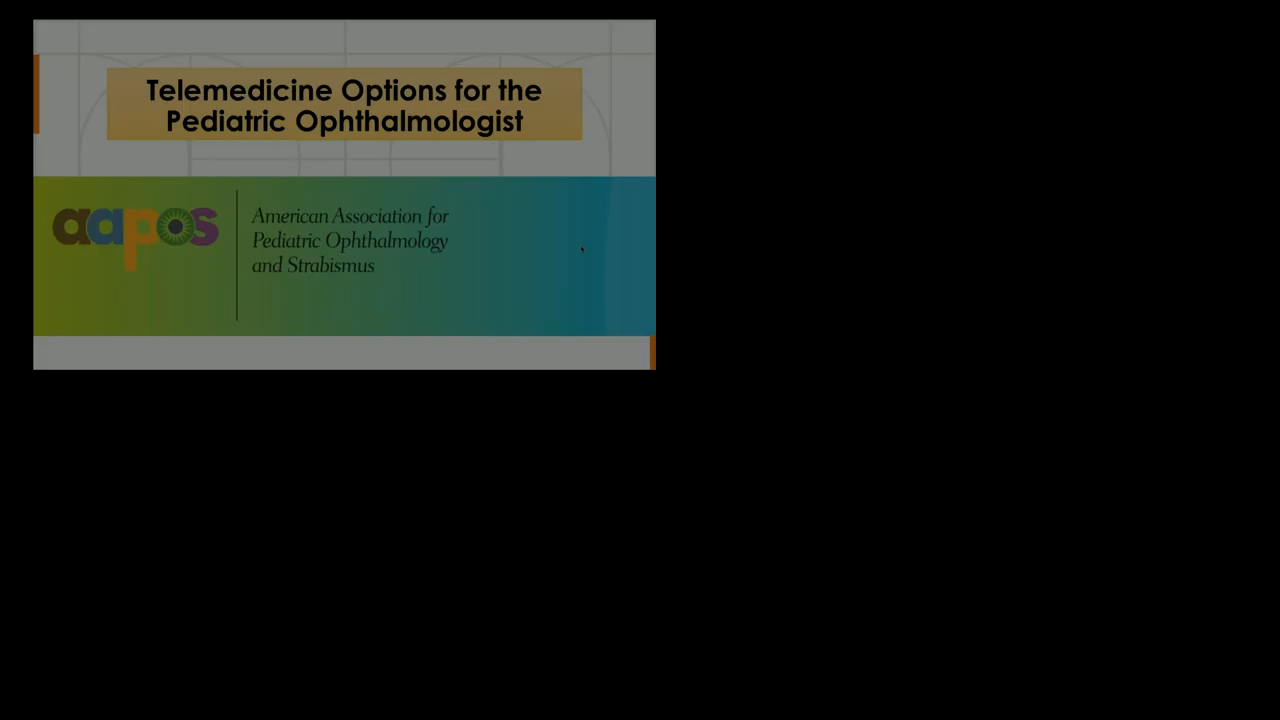 Telemedicine Options for the
Pediatric Ophthalmologist
aapos
American Association for
Pediatric Ophthalmology
and Strabismus